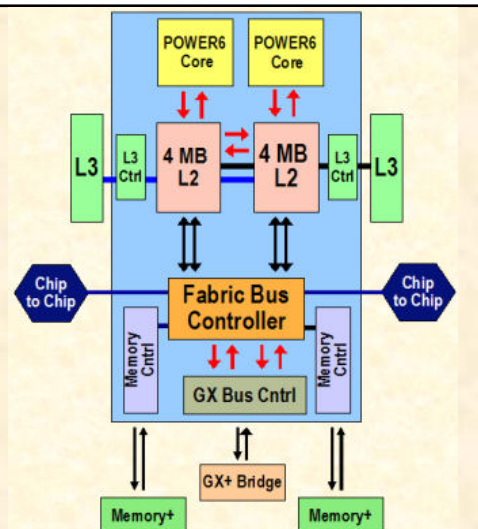 POWER6
Core
POWER6
Core
L3
L3
Ctrl
4 MB
L2
4 MB
L2
L3
Ctrl
L3
Chip
to Chip
Fabric Bus
Controller
Chip
to Chip
Memory
Cntrl
GX Bus Cntrl
Memory
Cntrl
GX+ Bridge
Memory+
Memory+